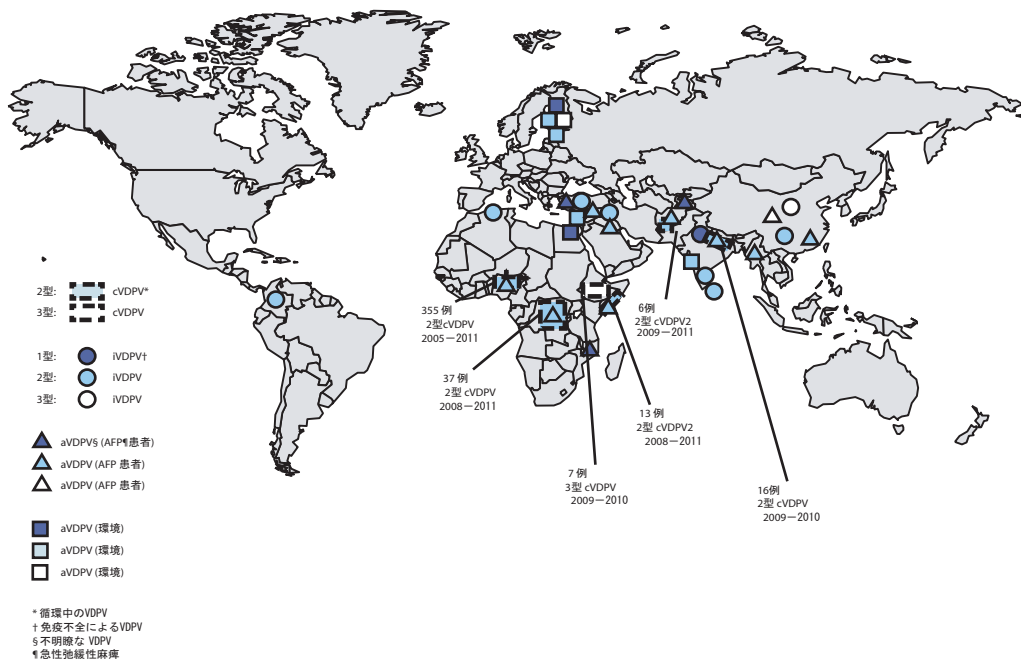 2型: cVDPV*
3型: cVDPV
1型: iVDPV†
2型: iVDPV
3型: iVDPV
aVDPV§ (AFP¶患者)
aVDPV (AFP 患者)
aVDPV (AFP 患者)
aVDPV (環境)
aVDPV (環境)
aVDPV (環境)
* 循環中のVDPV
† 免疫不全によるVDPV
§ 不明瞭な VDPV
¶ 急性弛緩性麻痺
355 例
2型cVDPV
2005−2011
37 例
2型 cVDPV
2008−2011
7 例
3型 cVDPV
2009−2010
13 例
2型 cVDPV2
2008−2011
6例
2型 cVDPV2
2009−2011
16例
2型 cVDPV
2009−2010